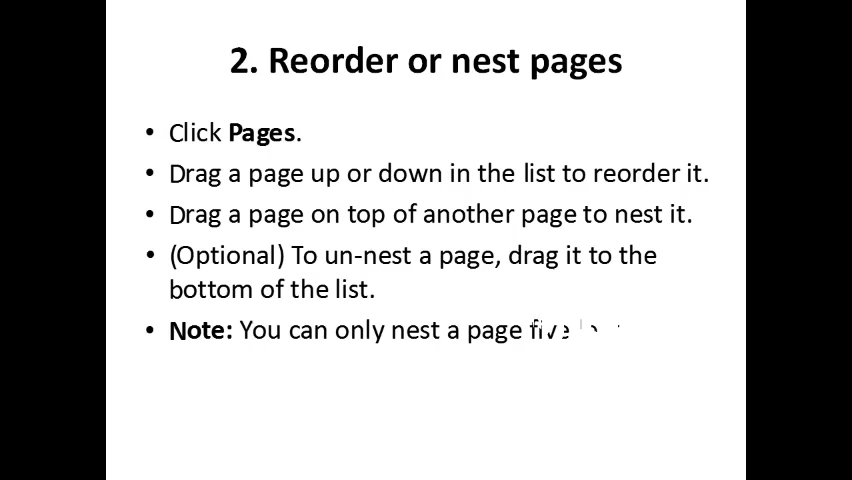 2. Reorder or nest pages
• Click Pages.
• Drag a page up or down in the list to reorder it.
• Drag a page on top of another page to nest it.
• (Optional) To un-nest a page, drag it to the
bottom of the list.
• Note: You can only nest a page five